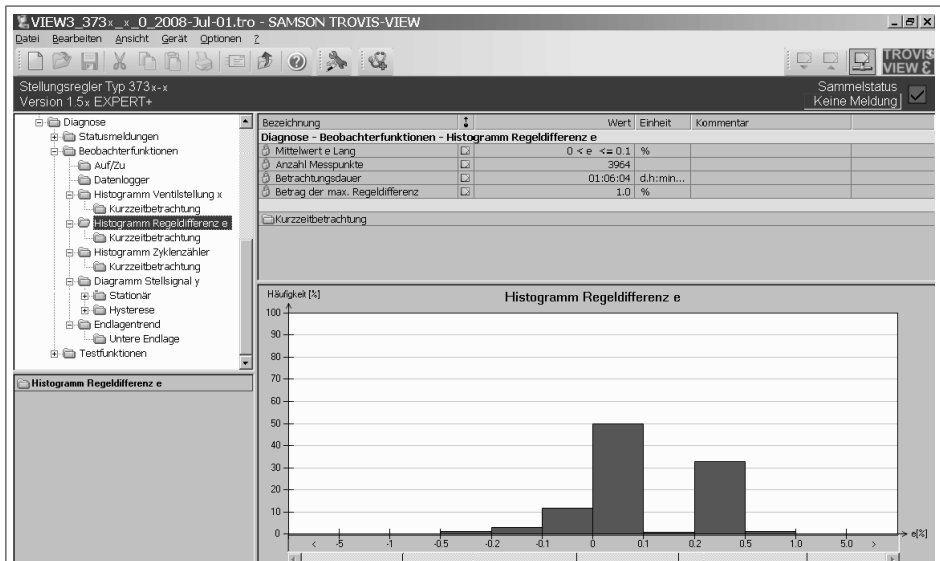 VIEW3_373x_x_0_2008-Jul-01.tro - SAMSON TROVIS-VIEW
Datei Bearbeiten Ansicht Gerät Optionen ?
TROVIS
VIEW 3
Stellungsregler Typ 373x-x
Version 1.5x EXPERT+
Sammelstatus
Keine Meldung
Diagnose
Statusmeldungen
Beobachterfunktionen
Auf/Zu
Datenlogger
Histogramm Ventilstellung x
Kurzzeitbetrachtung
Histogramm Regeldifferenz e
Kurzzeitbetrachtung
Histogramm Zyklenzähler
Kurzzeitbetrachtung
Diagramm Stellsignal y
Stationär
Hysterese
Endlagentrend
Untere Endlage
Testfunktionen
Histogramm Regeldifferenz e
Bezeichnung Wert Einheit Kommentar
Diagnose - Beobachterfunktionen - Histogramm Regeldifferenz e
Mittelwert e Lang 0 < e <= 0.1 %
Anzahl Messpunkte 3964
Betrachtungsdauer 01:06:04 d.h:min...
Betrag der max. Regeldifferenz 1.0 %
Kurzzeitbetrachtung
Häufigkeit [%]
Histogramm Regeldifferenz e
100
90
80
70
60
50
40
30
20
10
0
< -5 -1 -0.5 -0.2 -0.1 0 0.1 0.2 0.5 1.0 5.0 > e[%]